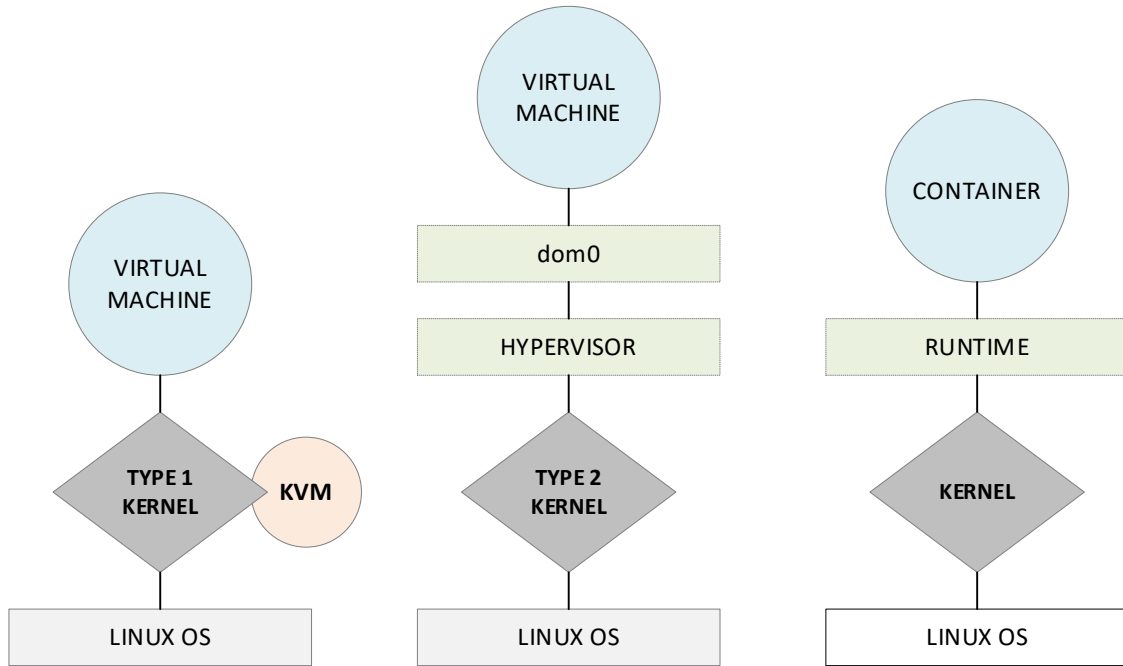 VIRTUAL
MACHINE
TYPE 1
KERNEL
KVM
LINUX OS
VIRTUAL
MACHINE
dom0
HYPERVISOR
TYPE 2
KERNEL
LINUX OS
CONTAINER
RUNTIME
KERNEL
LINUX OS